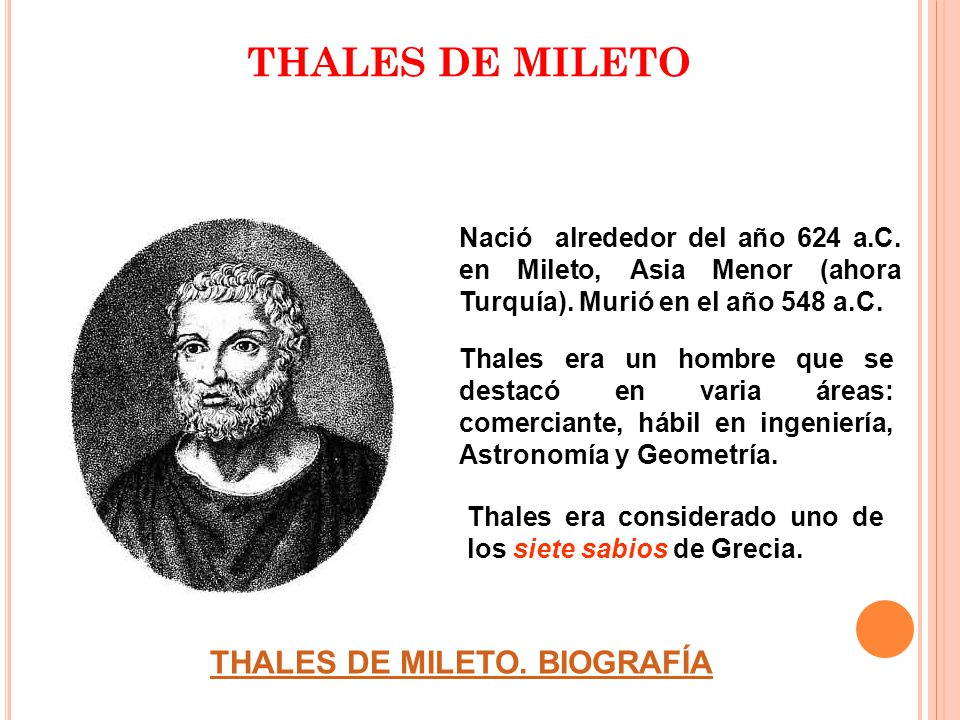 THALES DE MILETO
Nació alrededor del año 624 a.C.
en Mileto, Asia Menor (ahora
Turquía). Murió en el año 548 a.C.
Thales era un hombre que se
destacó en varia áreas:
comerciante, hábil en ingeniería,
Astronomía y Geometría.
Thales era considerado uno de
los siete sabios de Grecia.
THALES DE MILETO. BIOGRAFÍA